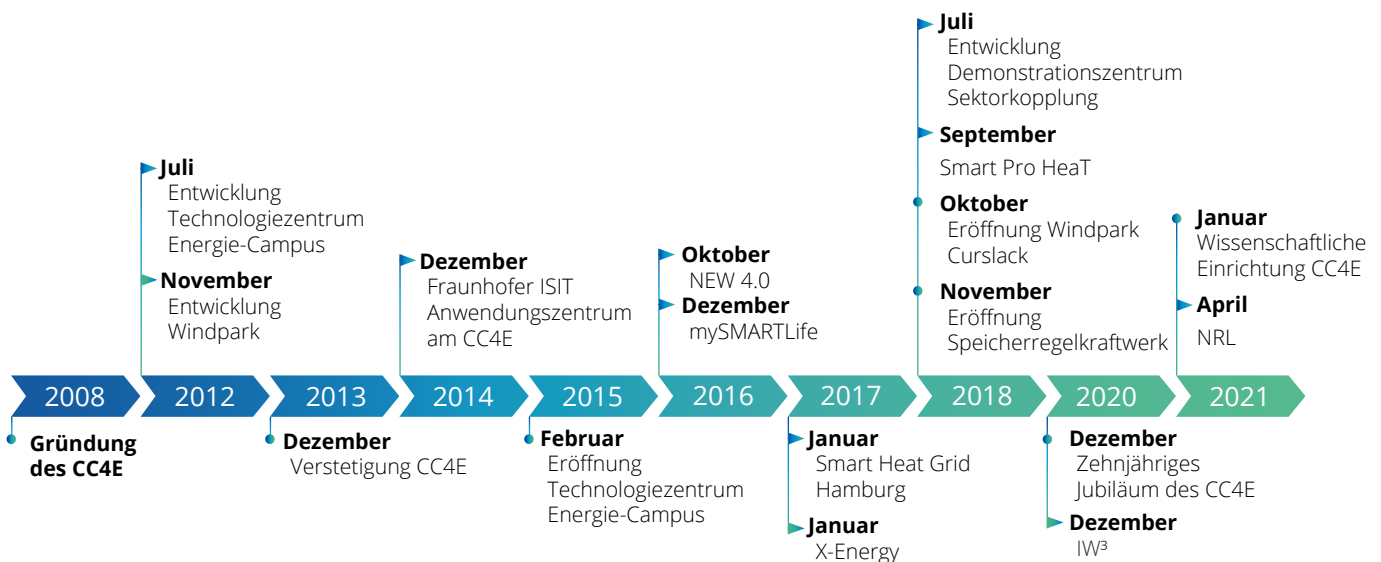 Juli
Entwicklung
Demonstrationszentrum
Sektorkopplung
September
Smart Pro HeaT
Oktober
Eröffnung Windpark
Curslack
November
Eröffnung
Speicherregelkraftwerk
Juli
Entwicklung
Technologiezentrum
Energie-Campus
November
Entwicklung
Windpark
Dezember
Fraunhofer ISIT
Anwendungszentrum
am CC4E
Oktober
NEW 4.0
Dezember
mySMARTLife
Januar
Wissenschaftliche
Einrichtung CC4E
April
NRL
2008
2012
2013
2014
2015
2016
2017
2018
2020
2021
Gründung
des CC4E
Dezember
Verstetigung CC4E
Februar
Eröffnung
Technologiezentrum
Energie-Campus
Januar
Smart Heat Grid
Hamburg
Januar
X-Energy
Dezember
Zehnjähriges
Jubiläum des CC4E
Dezember
IW³